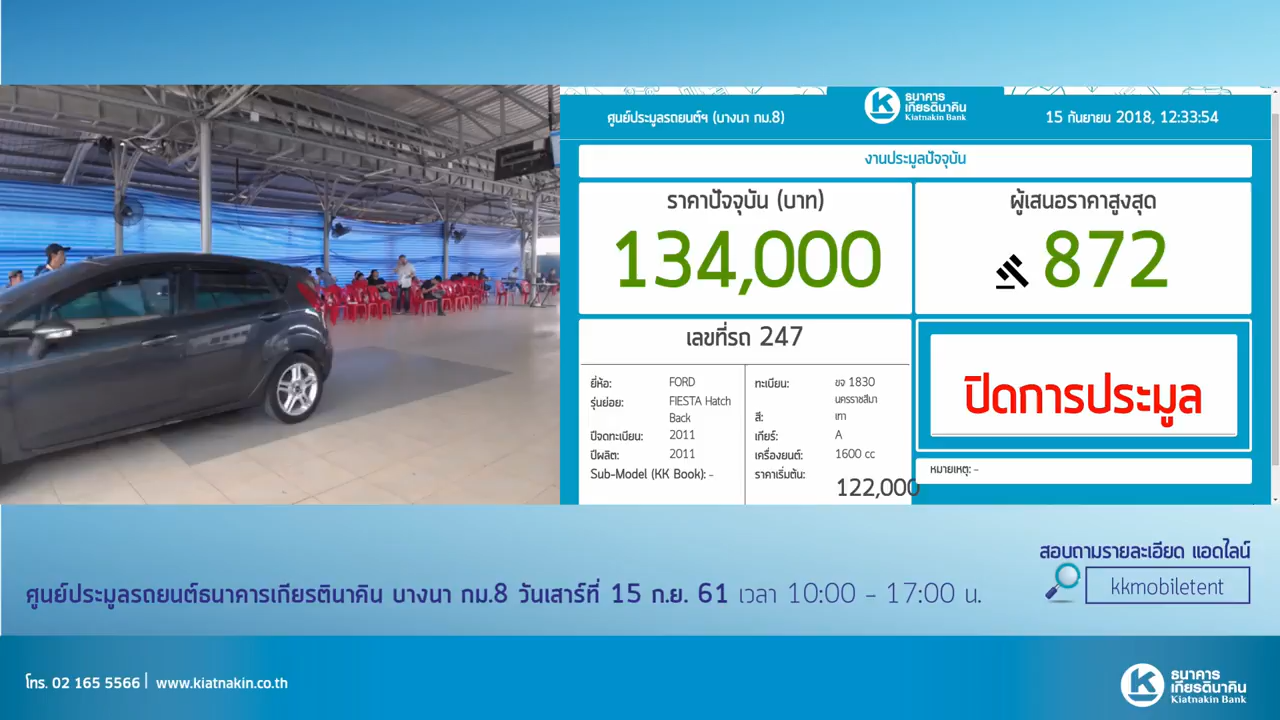 ศูนย์ประมูลรถยนต์ฯ (บางนา กม.8)
ธนาคาร
เกียรตินาคิน
Kiatnakin Bank
15 กันยายน 2018, 12:33:54
งานประมูลปัจจุบัน
ราคาปัจจุบัน (บาท)
134,000
ผู้เสนอราคาสูงสุด
872
เลขที่รถ 247
ยี่ห้อ: FORD
รุ่นย่อย: FIESTA Hatch
Back
ปีจดทะเบียน: 2011
ปีผลิต: 2011
Sub-Model (KK Book): -
ทะเบียน: ขจ 1830
นครราชสีมา
สี: เทา
เกียร์: A
เครื่องยนต์: 1600 cc
ราคาเริ่มต้น: 122,000
ปิดการประมูล
หมายเหตุ: -
สอบถามรายละเอียด แอดไลน์
kkmobiletent
ศูนย์ประมูลรถยนต์ธนาคารเกียรตินาคิน บางนา กม.8 วันเสาร์ที่ 15 ก.ย. 61 เวลา 10:00 - 17:00 น.
โทร. 02 165 5566 | www.kiatnakin.co.th
ธนาคาร
เกียรตินาคิน
Kiatnakin Bank